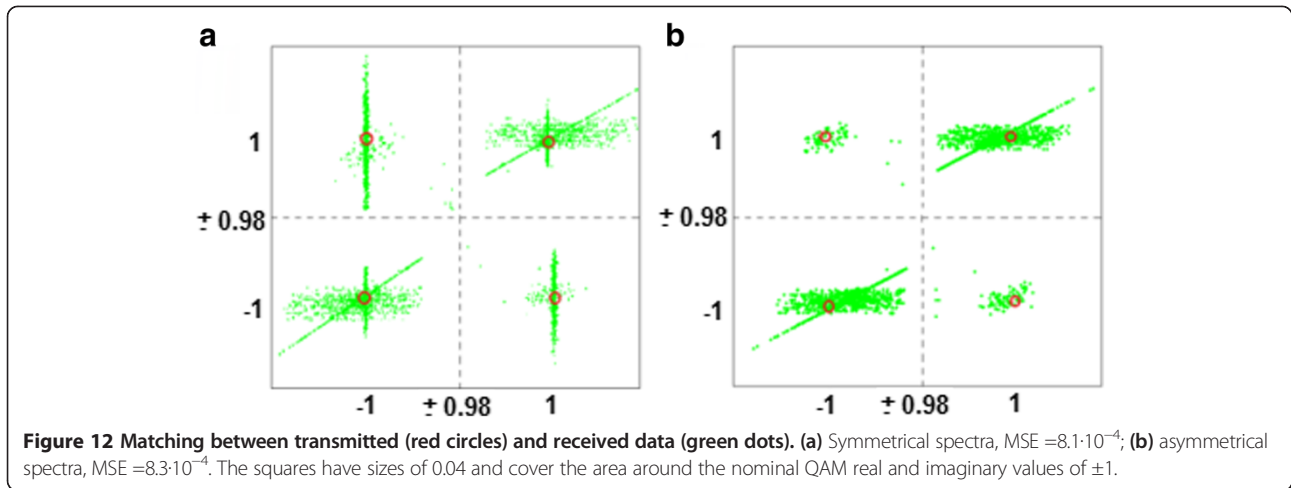 a
b
1
1
± 0.98
± 0.98
-1
-1
-1 ± 0.98 1
-1 ± 0.98 1
Figure 12 Matching between transmitted (red circles) and received data (green dots). (a) Symmetrical spectra, MSE =8.1·10⁻⁴; (b) asymmetrical
spectra, MSE =8.3·10⁻⁴. The squares have sizes of 0.04 and cover the area around the nominal QAM real and imaginary values of ±1.